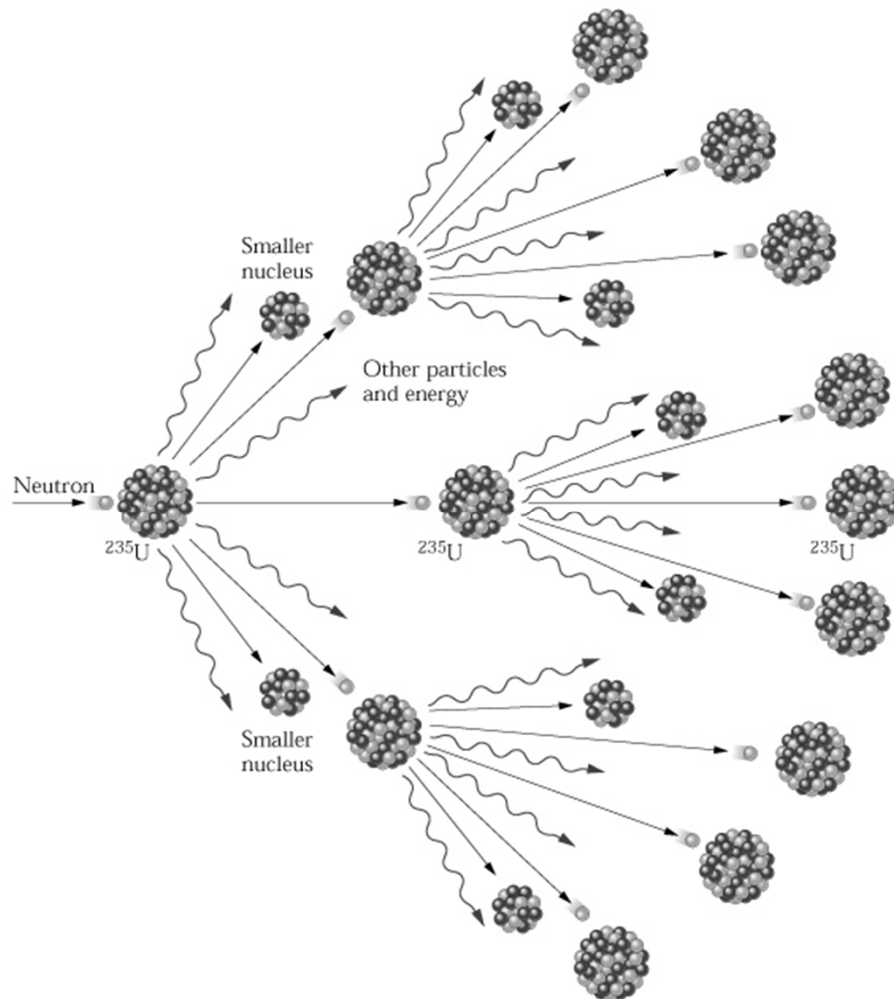 Smaller
nucleus
Other particles
and energy
Neutron
²³⁵U
²³⁵U
²³⁵U
Smaller
nucleus